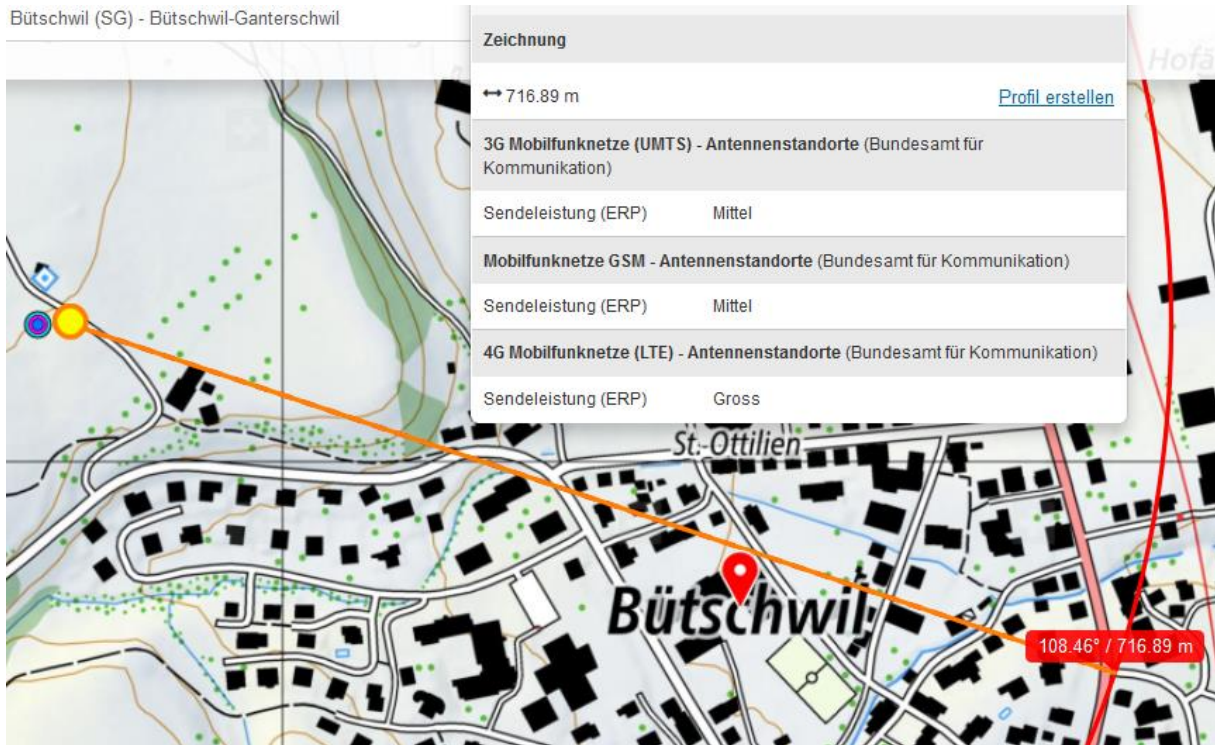 Bütschwil (SG) - Bütschwil-Ganterschwil
Zeichnung
716.89 m
Profil erstellen
3G Mobilfunknetze (UMTS) - Antennenstandorte (Bundesamt für
Kommunikation)
Sendeleistung (ERP) Mittel
Mobilfunknetze GSM - Antennenstandorte (Bundesamt für Kommunikation)
Sendeleistung (ERP) Mittel
4G Mobilfunknetze (LTE) - Antennenstandorte (Bundesamt für Kommunikation)
Sendeleistung (ERP) Gross
St.-Ottilien
Bütschwil
108.46° / 716.89 m